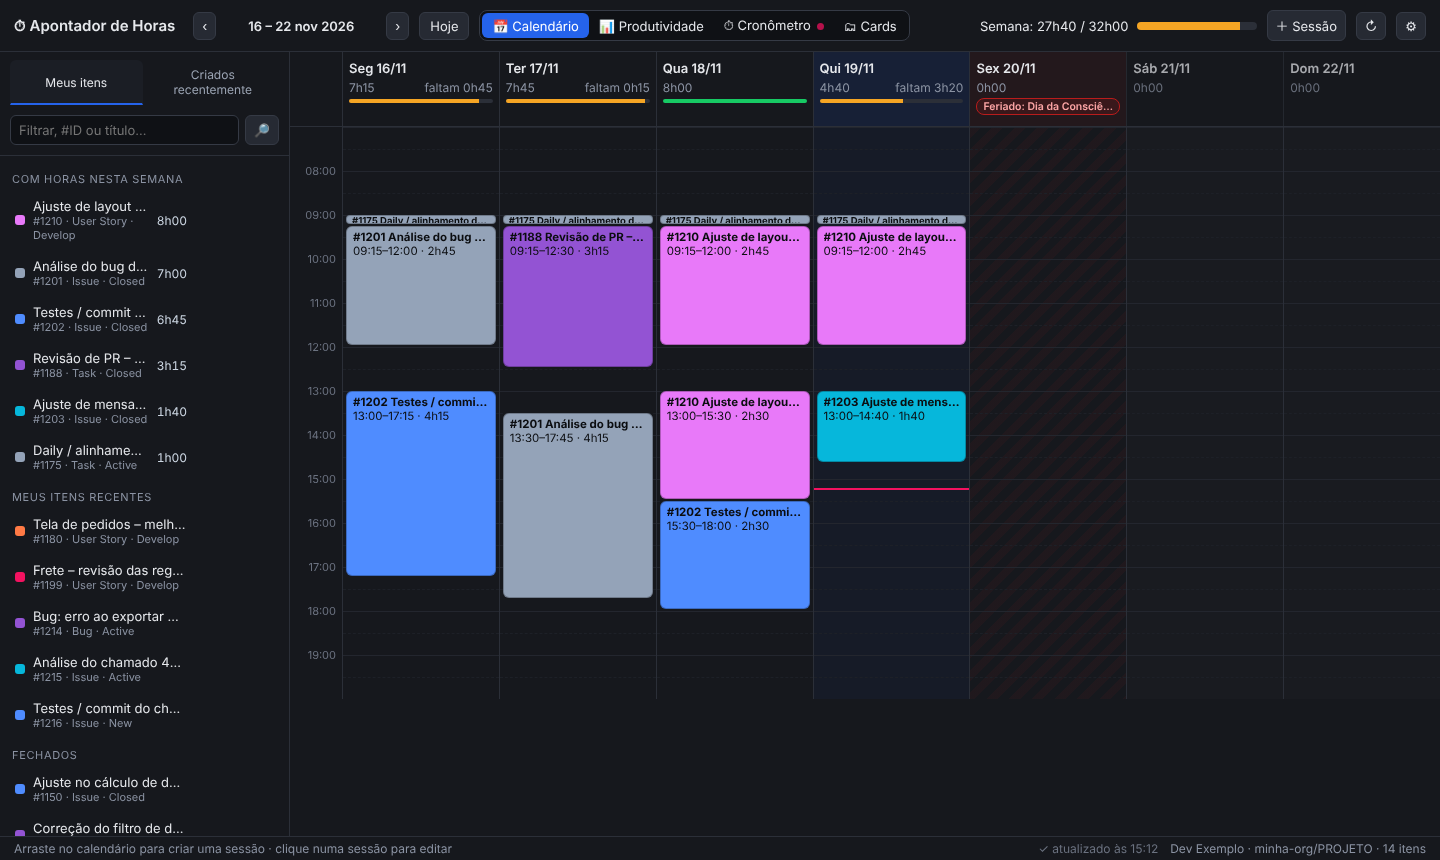 ⏱ Apontador de Horas ‹ 16 – 22 nov 2026 › Hoje 📅 Calendário 📊 Produtividade ⏱ Cronômetro 🗂 Cards Semana: 27h40 / 32h00 + Sessão ↻ ⚙
Meus itens
Criados
recentemente
Filtrar, #ID ou título... 🔎
COM HORAS NESTA SEMANA
Ajuste de layout ...
#1210 · User Story ·
Develop
8h00
Análise do bug d...
#1201 · Issue · Closed
7h00
Testes / commit ...
#1202 · Issue · Closed
6h45
Revisão de PR – ...
#1188 · Task · Closed
3h15
Ajuste de mensa...
#1203 · Issue · Closed
1h40
Daily / alinhame...
#1175 · Task · Active
1h00
MEUS ITENS RECENTES
Tela de pedidos – melh...
#1180 · User Story · Develop
Frete – revisão das reg...
#1199 · User Story · Develop
Bug: erro ao exportar ...
#1214 · Bug · Active
Análise do chamado 4...
#1215 · Issue · Active
Testes / commit do ch...
#1216 · Issue · New
FECHADOS
Ajuste no cálculo de d...
#1150 · Issue · Closed
Correção do filtro de d...
Seg 16/11
7h15 faltam 0h45
Ter 17/11
7h45 faltam 0h15
Qua 18/11
8h00
Qui 19/11
4h40 faltam 3h20
Sex 20/11
0h00
Feriado: Dia da Consciê...
Sáb 21/11
0h00
Dom 22/11
0h00
08:00
09:00
10:00
11:00
12:00
13:00
14:00
15:00
16:00
17:00
18:00
19:00
#1175 Daily / alinhamento d...
#1201 Análise do bug ...
09:15–12:00 · 2h45
#1202 Testes / commi...
13:00–17:15 · 4h15
#1175 Daily / alinhamento d...
#1188 Revisão de PR –...
09:15–12:30 · 3h15
#1201 Análise do bug ...
13:30–17:45 · 4h15
#1175 Daily / alinhamento d...
#1210 Ajuste de layou...
09:15–12:00 · 2h45
#1210 Ajuste de layou...
13:00–15:30 · 2h30
#1202 Testes / commi...
15:30–18:00 · 2h30
#1175 Daily / alinhamento d...
#1210 Ajuste de layou...
09:15–12:00 · 2h45
#1203 Ajuste de mens...
13:00–14:40 · 1h40
Arraste no calendário para criar uma sessão · clique numa sessão para editar
✓ atualizado às 15:12 Dev Exemplo · minha-org/PROJETO · 14 itens